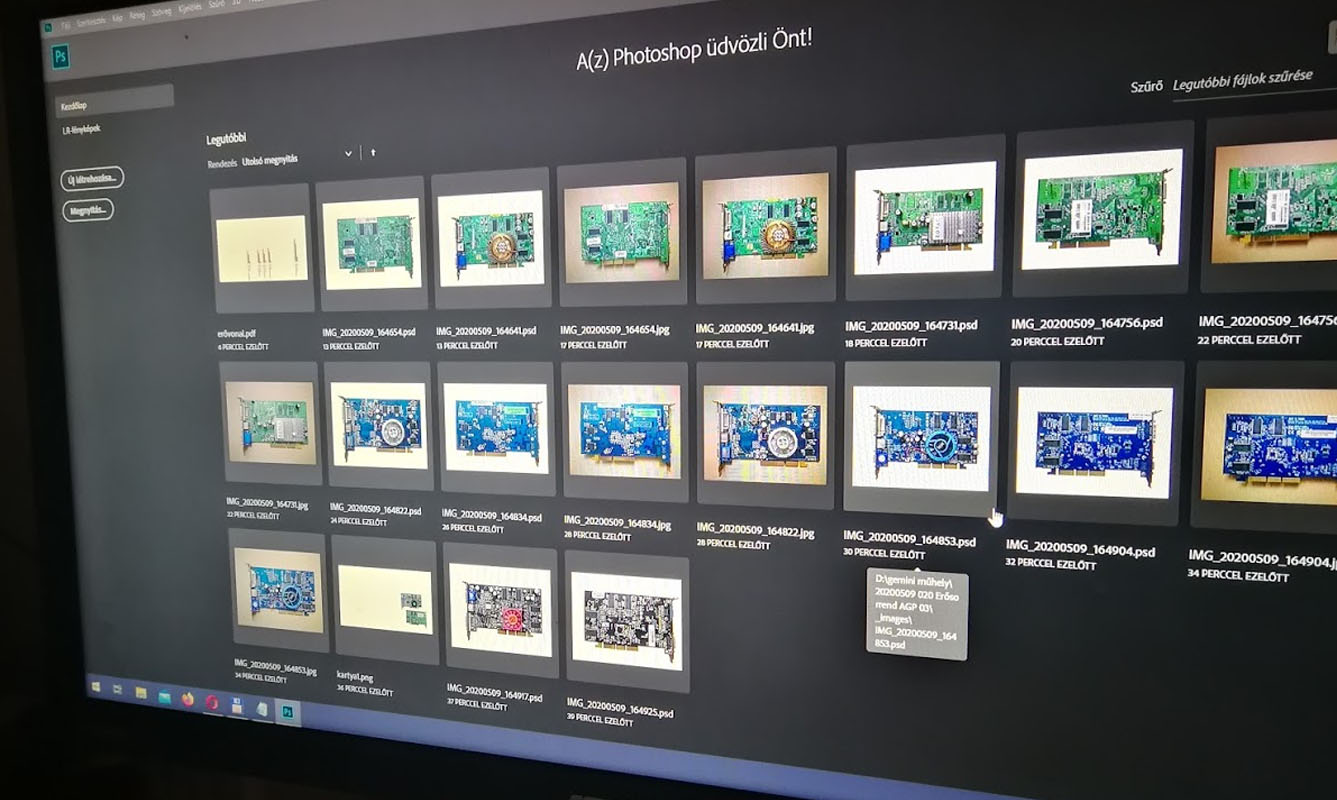 Fájl Szerkesztés Kép Réteg Szöveg Kijelölés Szűrő 3D
Ps
A(z) Photoshop üdvözli Önt!
Szűrő Legutóbbi fájlok szűrése
Kezdőlap
LR-fényképek
Új létrehozása...
Megnyitás...
Legutóbbi
Rendezés Utolsó megnyitás
erővonal.pdf IMG_20200509_164654.psd IMG_20200509_164641.psd IMG_20200509_164654.jpg IMG_20200509_164641.jpg IMG_20200509_164731.psd IMG_20200509_164756.psd IMG_20200509_164756
PERCCEL EZELŐTT 13 PERCCEL EZELŐTT 13 PERCCEL EZELŐTT 17 PERCCEL EZELŐTT 17 PERCCEL EZELŐTT 18 PERCCEL EZELŐTT 20 PERCCEL EZELŐTT 22 PERCCEL EZELŐTT
IMG_20200509_164731.jpg IMG_20200509_164822.psd IMG_20200509_164834.psd IMG_20200509_164834.jpg IMG_20200509_164822.jpg IMG_20200509_164853.psd IMG_20200509_164904.psd IMG_20200509_164904.j
22 PERCCEL EZELŐTT 24 PERCCEL EZELŐTT 26 PERCCEL EZELŐTT 28 PERCCEL EZELŐTT 28 PERCCEL EZELŐTT 30 PERCCEL EZELŐTT 32 PERCCEL EZELŐTT 34 PERCCEL EZELŐTT
D:\gemini műhely\
20200509 020 Erőso
rrend AGP 03\
_images\
IMG_20200509_164
853.psd
IMG_20200509_164853.jpg kartya1.png IMG_20200509_164917.psd IMG_20200509_164925.psd
34 PERCCEL EZELŐTT 36 PERCCEL EZELŐTT 37 PERCCEL EZELŐTT 39 PERCCEL EZELŐTT
Ps